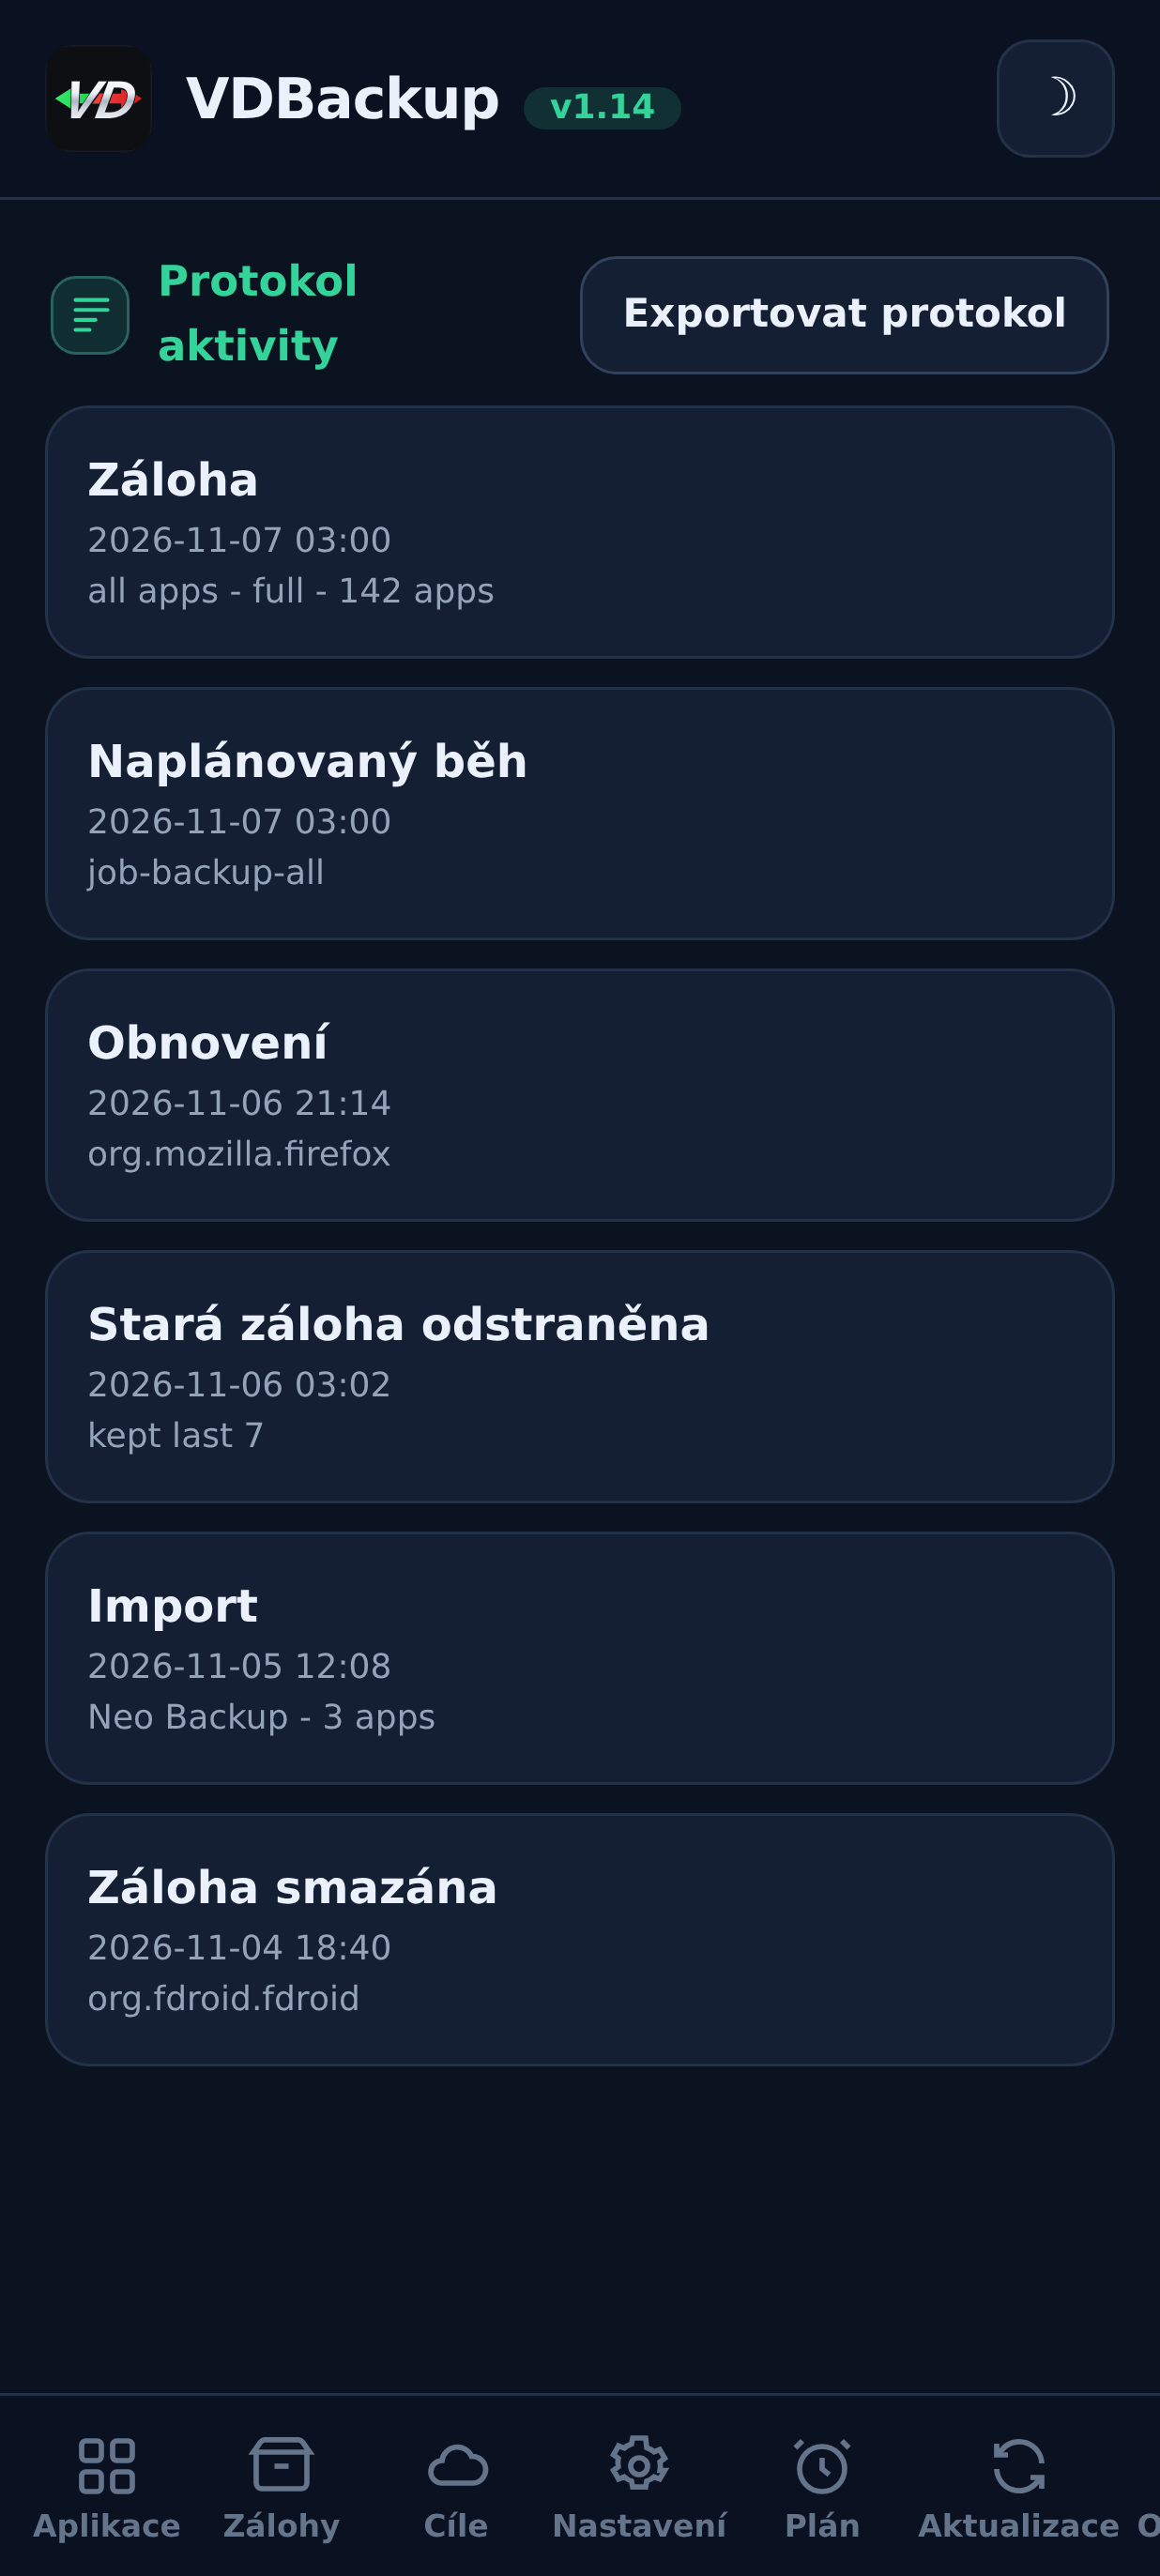 VD
VDBackup v1.14
Protokol
aktivity
Exportovat protokol
Záloha
2026-11-07 03:00
all apps - full - 142 apps
Naplánovaný běh
2026-11-07 03:00
job-backup-all
Obnovení
2026-11-06 21:14
org.mozilla.firefox
Stará záloha odstraněna
2026-11-06 03:02
kept last 7
Import
2026-11-05 12:08
Neo Backup - 3 apps
Záloha smazána
2026-11-04 18:40
org.fdroid.fdroid
Aplikace Zálohy Cíle Nastavení Plán Aktualizace